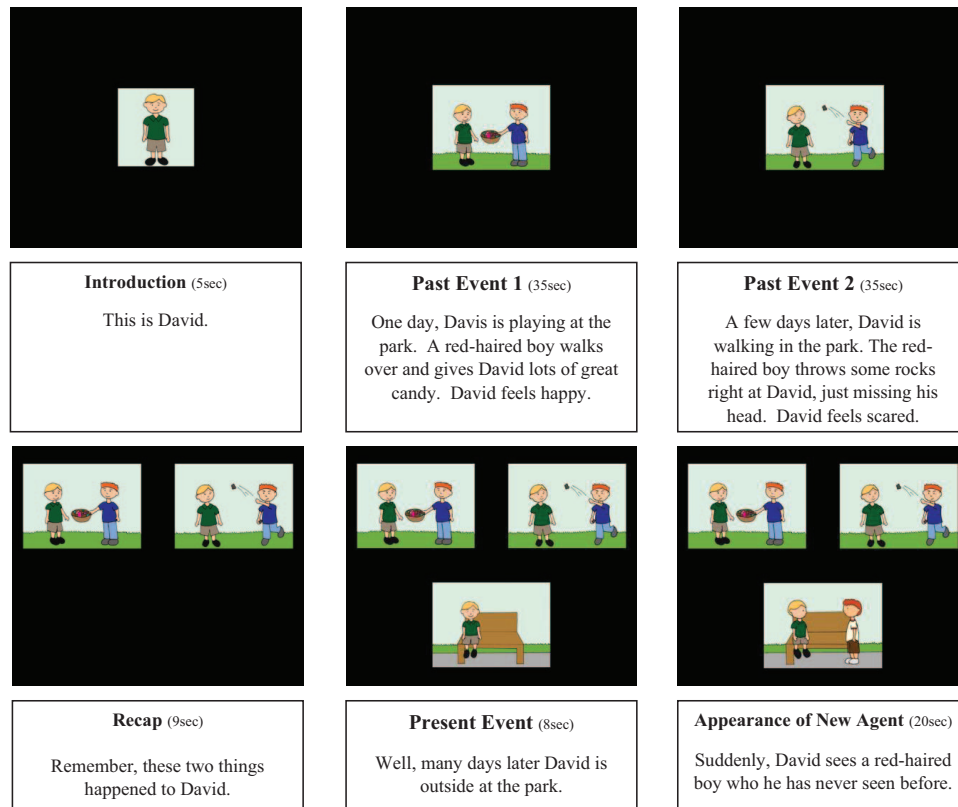 Introduction (5sec)
This is David.
Past Event 1 (35sec)
One day, Davis is playing at the
park. A red-haired boy walks
over and gives David lots of great
candy. David feels happy.
Past Event 2 (35sec)
A few days later, David is
walking in the park. The red-
haired boy throws some rocks
right at David, just missing his
head. David feels scared.
Recap (9sec)
Remember, these two things
happened to David.
Present Event (8sec)
Well, many days later David is
outside at the park.
Appearance of New Agent (20sec)
Suddenly, David sees a red-haired
boy who he has never seen before.